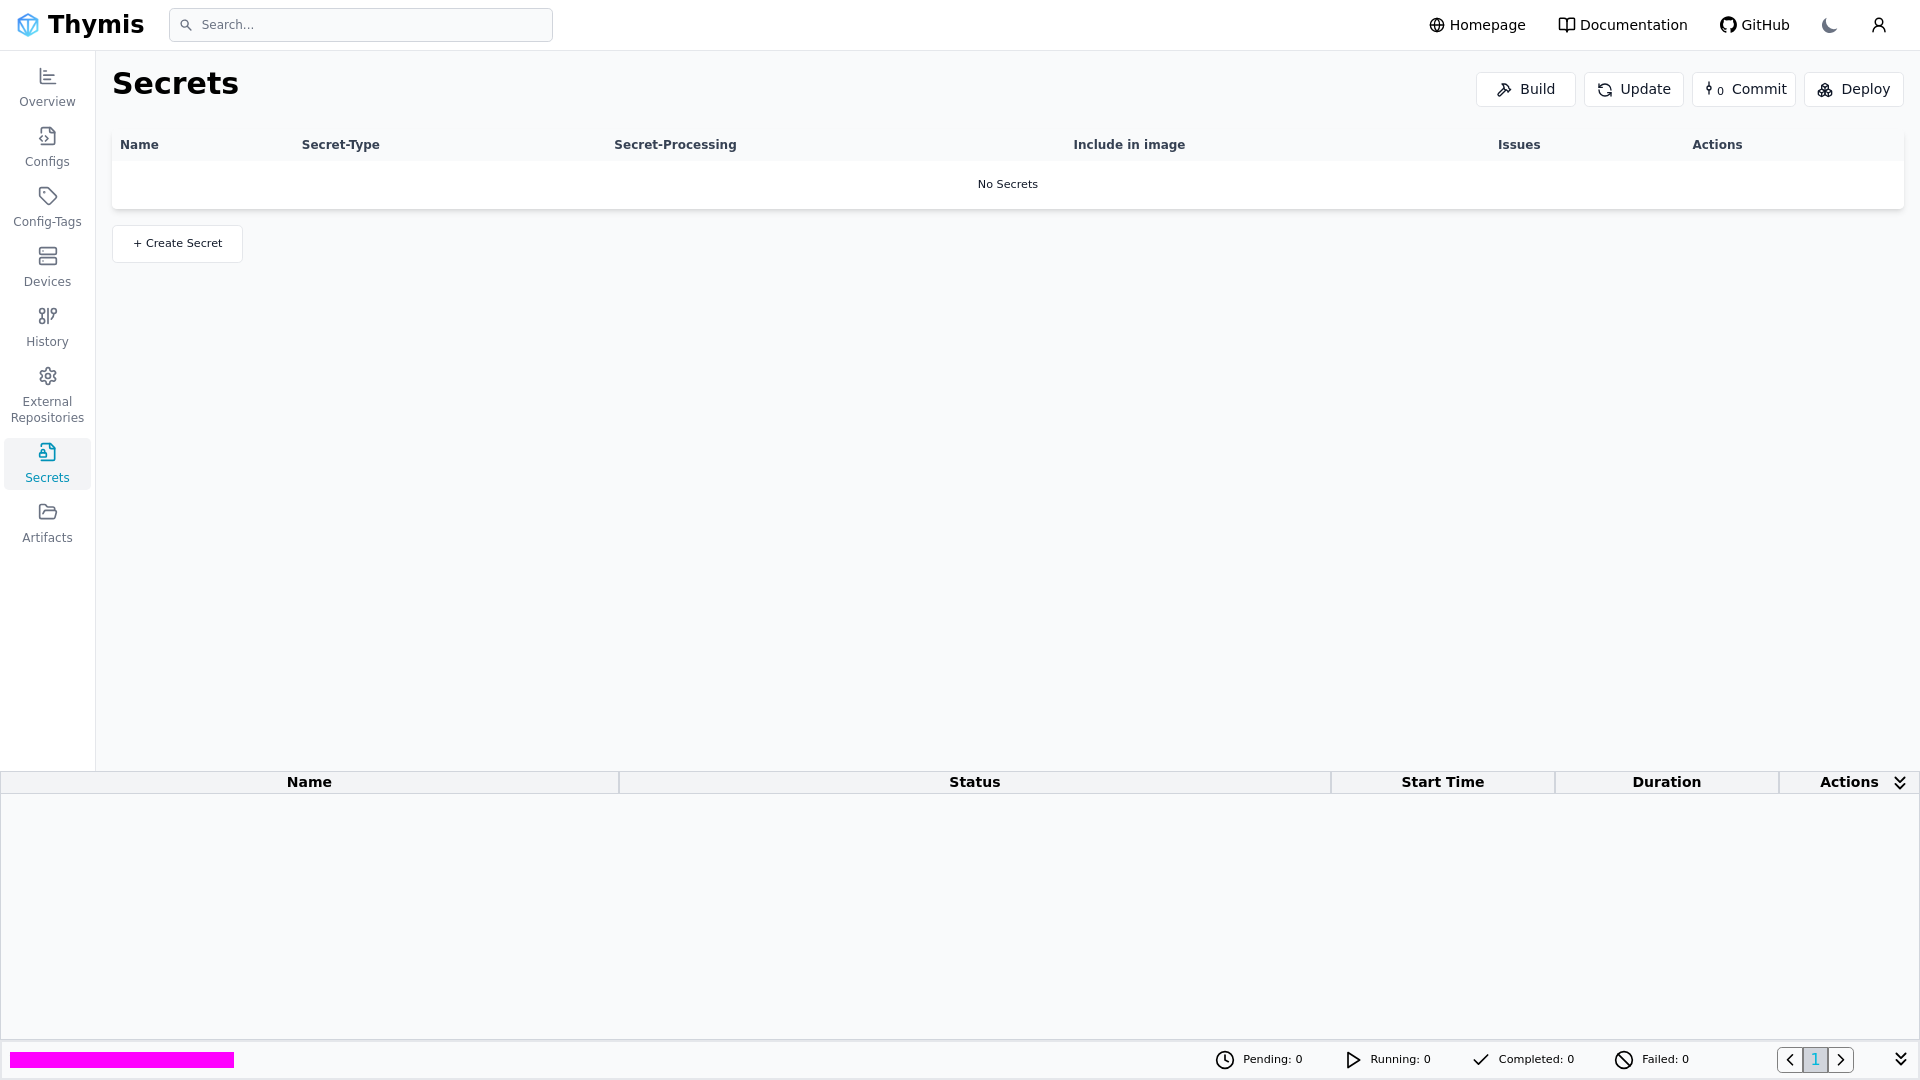 Thymis
Search...
Homepage
Documentation
GitHub
Overview
Configs
Config-Tags
Devices
History
External
Repositories
Secrets
Artifacts
Secrets
Build
Update
0 Commit
Deploy
Name Secret-Type Secret-Processing Include in image Issues Actions
No Secrets
+ Create Secret
Name Status Start Time Duration Actions
Pending: 0
Running: 0
Completed: 0
Failed: 0
1